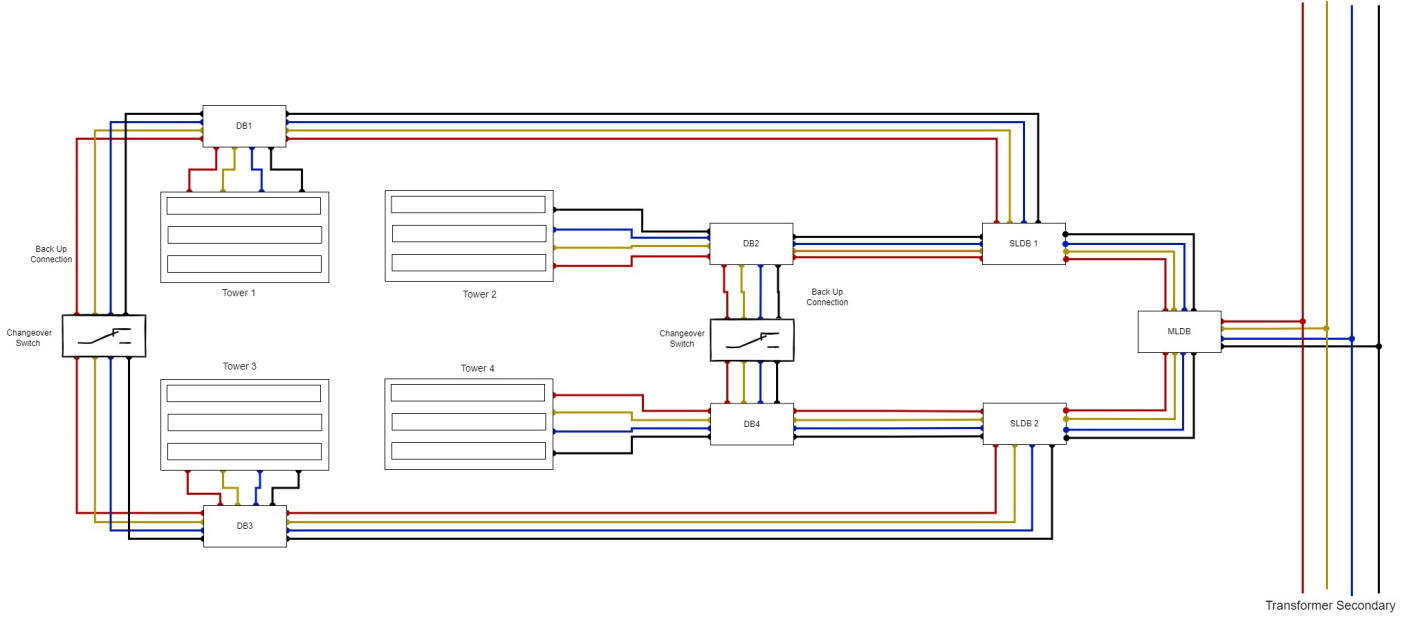 DB1
Back Up
Connection
Tower 1
Tower 2
DB2
SLDB 1
Back Up
Connection
Changeover
Switch
Changeover
Switch
MLDB
Tower 3
Tower 4
DB4
SLDB 2
DB3
Transformer Secondary